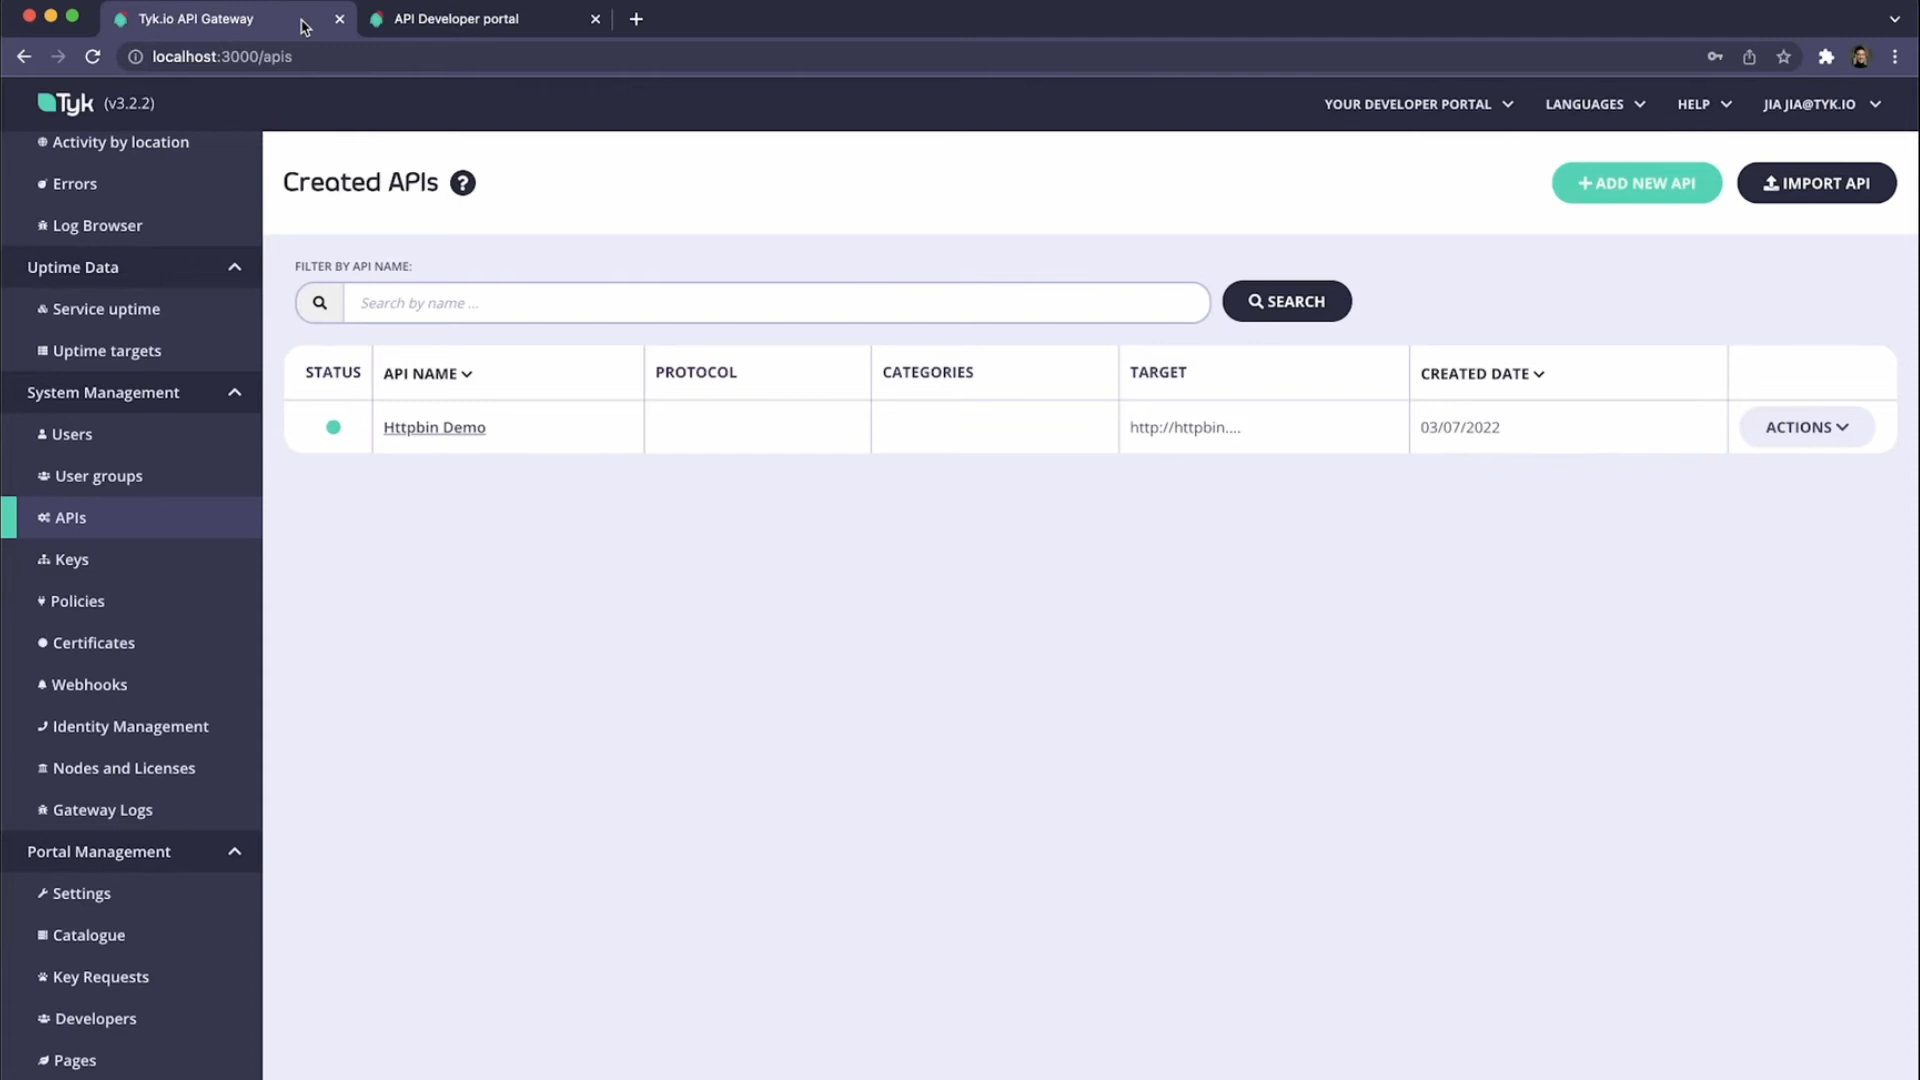 Tyk.io API Gateway
API Developer portal
localhost:3000/apis
Tyk (v3.2.2)
YOUR DEVELOPER PORTAL
LANGUAGES
HELP
JIA JIA@TYK.IO
Activity by location
Errors
Log Browser
Uptime Data
Service uptime
Uptime targets
System Management
Users
User groups
APIs
Keys
Policies
Certificates
Webhooks
Identity Management
Nodes and Licenses
Gateway Logs
Portal Management
Settings
Catalogue
Key Requests
Developers
Pages
Created APIs ?
+ ADD NEW API
IMPORT API
FILTER BY API NAME:
Search by name ...
SEARCH
STATUS API NAME PROTOCOL CATEGORIES TARGET CREATED DATE
Httpbin Demo http://httpbin.... 03/07/2022 ACTIONS